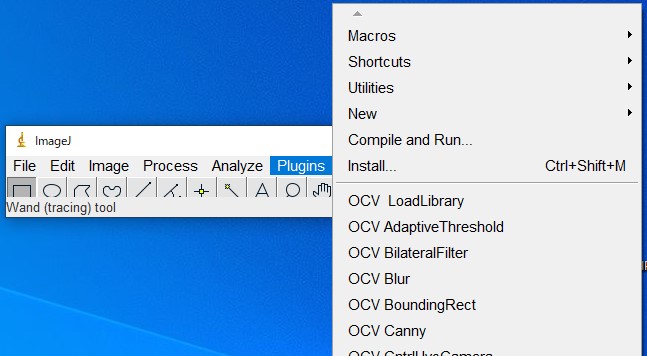 Macros
Shortcuts
Utilities
New
Compile and Run...
Install... Ctrl+Shift+M
ImageJ
File Edit Image Process Analyze Plugins
Wand (tracing) tool
OCV LoadLibrary
OCV AdaptiveThreshold
OCV BilateralFilter
OCV Blur
OCV BoundingRect
OCV Canny